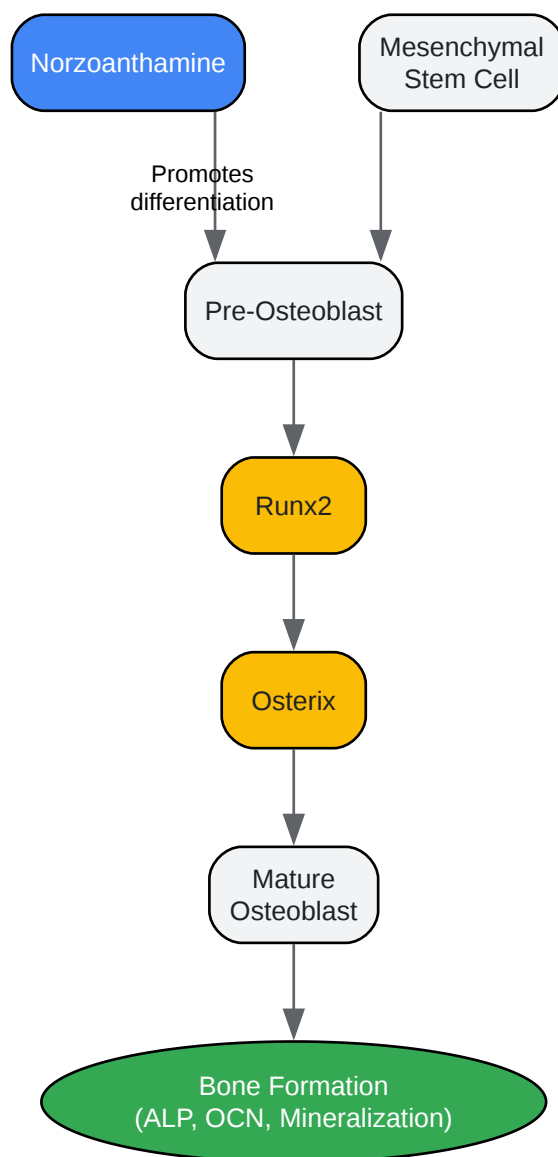 Norzoanthamine
Mesenchymal
Stem Cell
Promotes
differentiation
Pre-Osteoblast
Runx2
Osterix
Mature
Osteoblast
Bone Formation
(ALP, OCN, Mineralization)